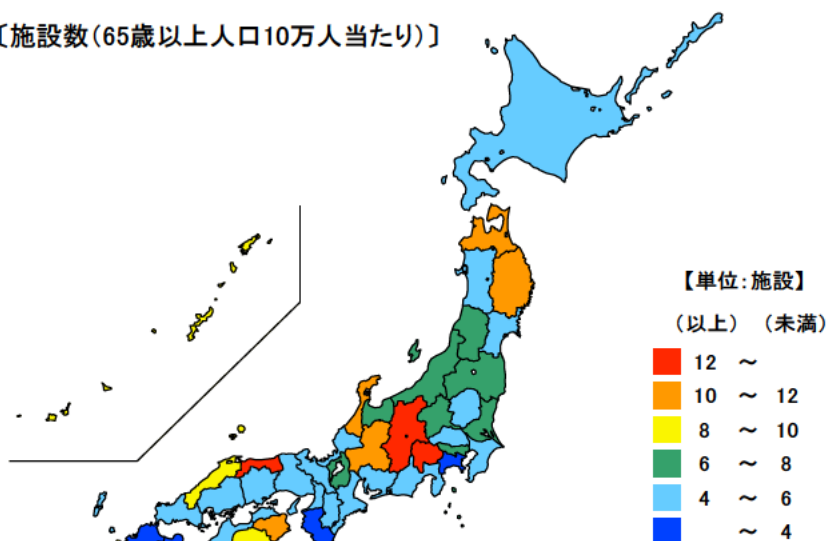 〔施設数(65歳以上人口10万人当たり)〕
【単位:施設】
(以上) (未満)
12 ～
10 ～ 12
8 ～ 10
6 ～ 8
4 ～ 6
～ 4